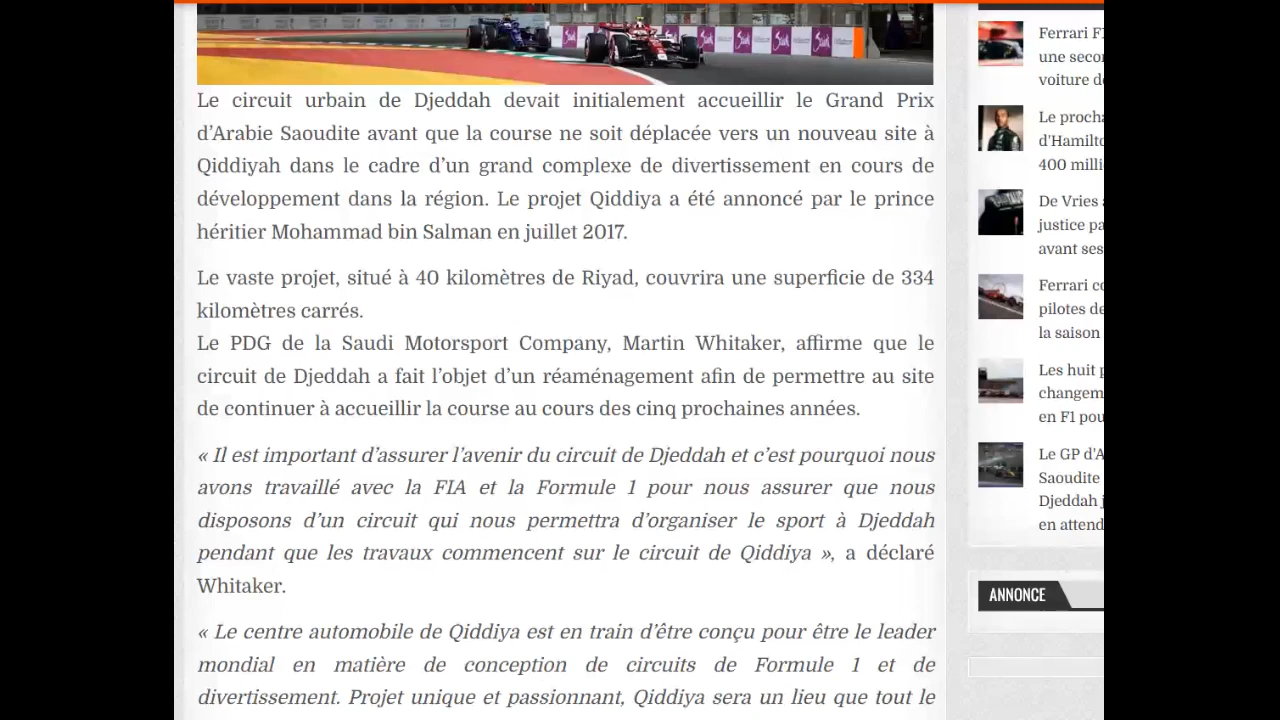 Le circuit urbain de Djeddah devait initialement accueillir le Grand Prix
d’Arabie Saoudite avant que la course ne soit déplacée vers un nouveau site à
Qiddiyah dans le cadre d’un grand complexe de divertissement en cours de
développement dans la région. Le projet Qiddiya a été annoncé par le prince
héritier Mohammad bin Salman en juillet 2017.
Le vaste projet, situé à 40 kilomètres de Riyad, couvrira une superficie de 334
kilomètres carrés.
Le PDG de la Saudi Motorsport Company, Martin Whitaker, affirme que le
circuit de Djeddah a fait l’objet d’un réaménagement afin de permettre au site
de continuer à accueillir la course au cours des cinq prochaines années.
« Il est important d’assurer l’avenir du circuit de Djeddah et c’est pourquoi nous
avons travaillé avec la FIA et la Formule 1 pour nous assurer que nous
disposons d’un circuit qui nous permettra d’organiser le sport à Djeddah
pendant que les travaux commencent sur le circuit de Qiddiya », a déclaré
Whitaker.
« Le centre automobile de Qiddiya est en train d’être conçu pour être le leader
mondial en matière de conception de circuits de Formule 1 et de
divertissement. Projet unique et passionnant, Qiddiya sera un lieu que tout le
Ferrari F1
une secon
voiture de
Le procha
d’Hamilto
400 milli
De Vries
justice pa
avant ses
Ferrari co
pilotes de
la saison
Les huit p
changem
en F1 pou
Le GP d’A
Saoudite
Djeddah j
en attend
ANNONCE